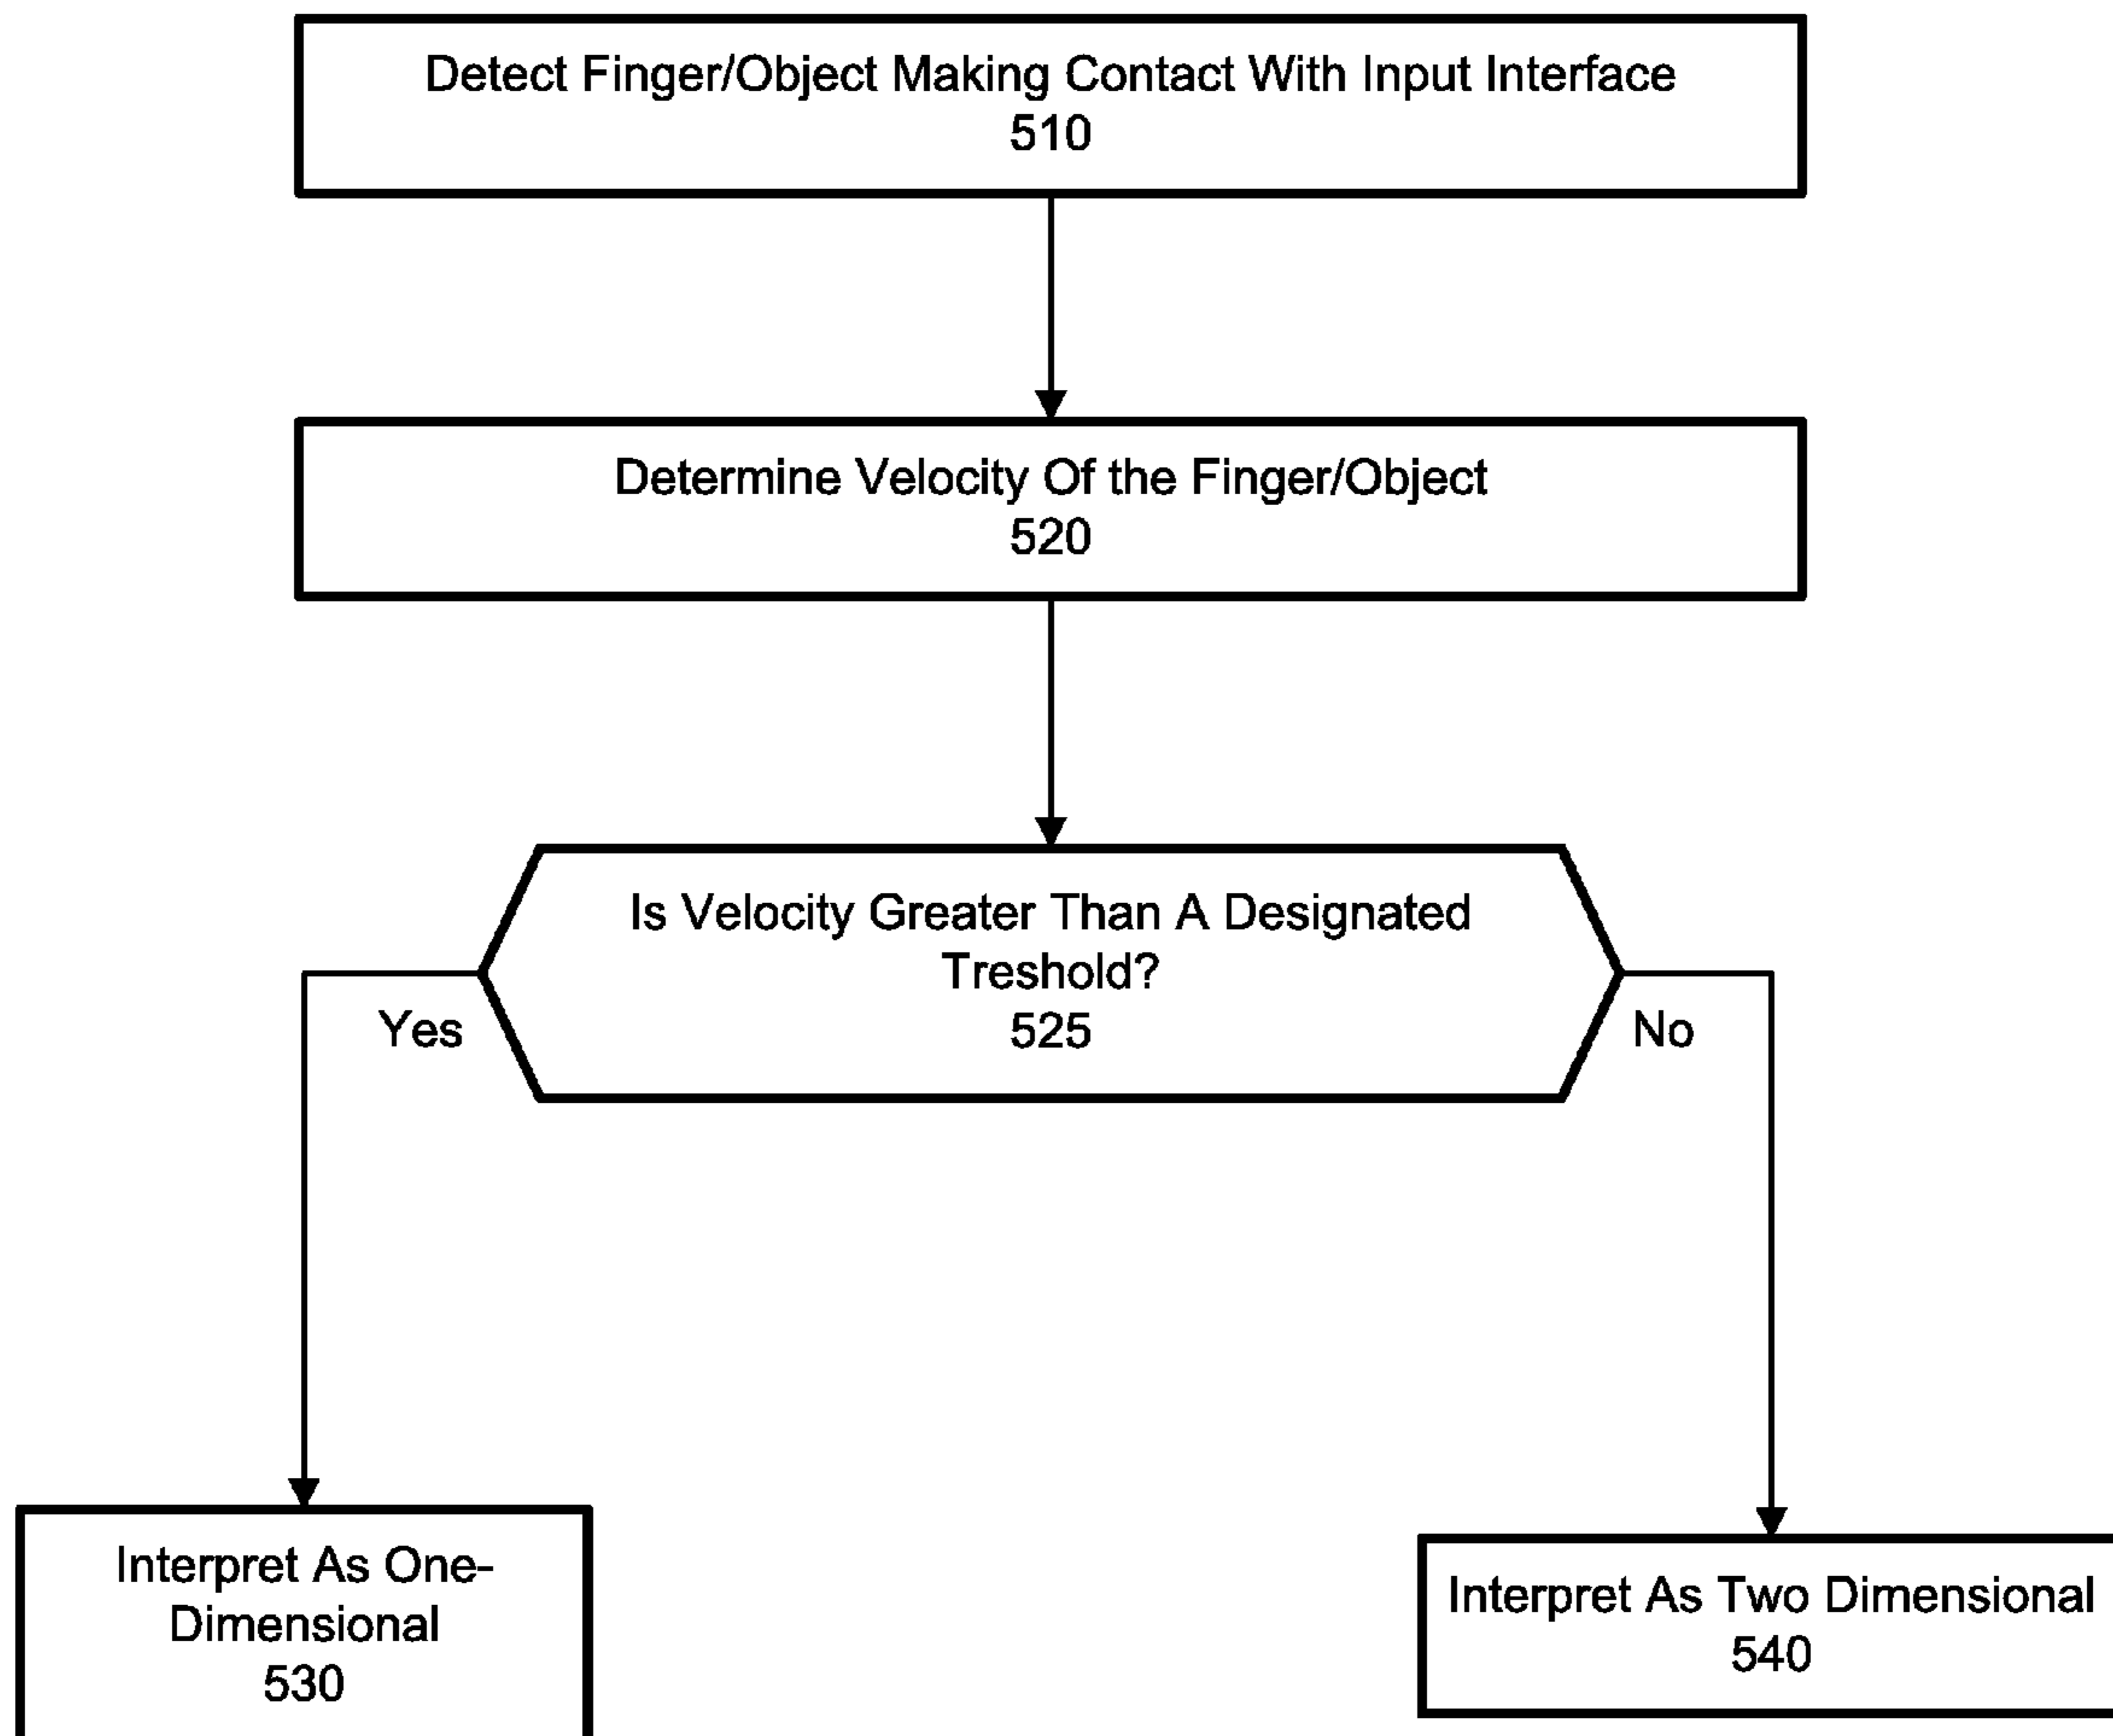 Detect Finger/Object Making Contact With Input Interface
510
Determine Velocity Of the Finger/Object
520
Is Velocity Greater Than A Designated
Treshold?
525
Yes
No
Interpret As One-
Dimensional
530
Interpret As Two Dimensional
540